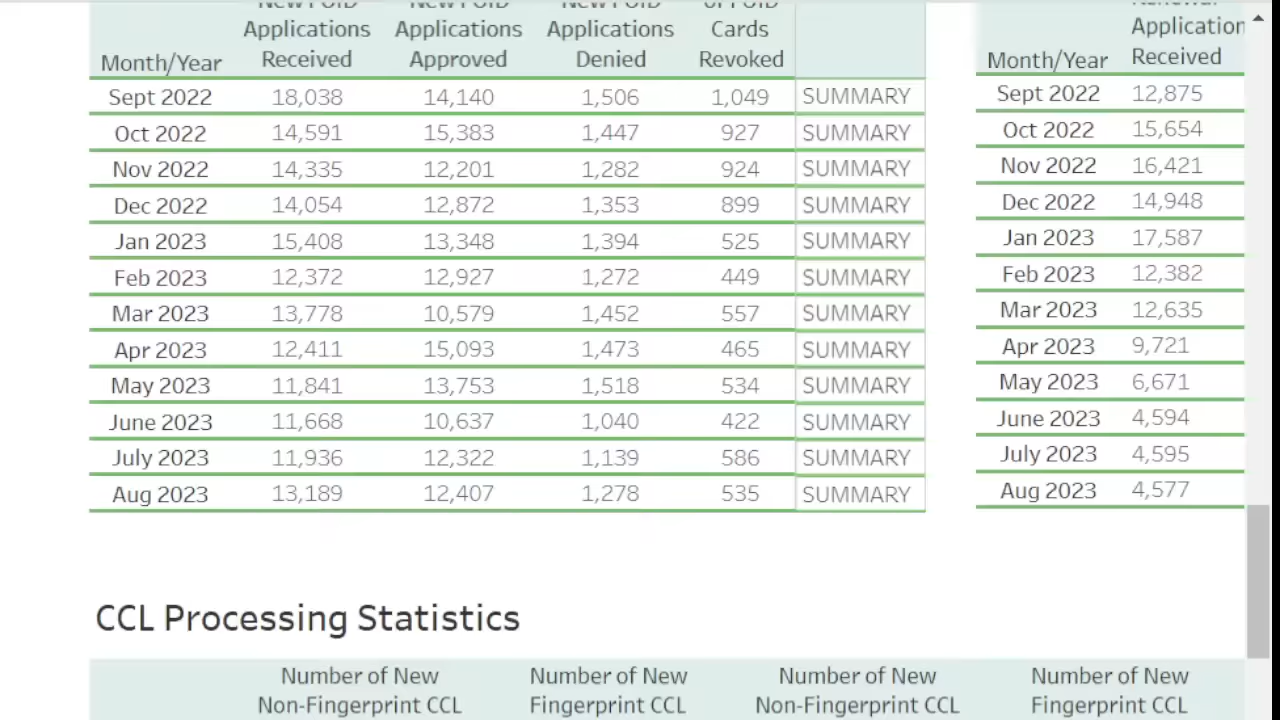 Applications Applications Applications Cards
Month/Year Received Approved Denied Revoked
Sept 2022 18,038 14,140 1,506 1,049 SUMMARY
Oct 2022 14,591 15,383 1,447 927 SUMMARY
Nov 2022 14,335 12,201 1,282 924 SUMMARY
Dec 2022 14,054 12,872 1,353 899 SUMMARY
Jan 2023 15,408 13,348 1,394 525 SUMMARY
Feb 2023 12,372 12,927 1,272 449 SUMMARY
Mar 2023 13,778 10,579 1,452 557 SUMMARY
Apr 2023 12,411 15,093 1,473 465 SUMMARY
May 2023 11,841 13,753 1,518 534 SUMMARY
June 2023 11,668 10,637 1,040 422 SUMMARY
July 2023 11,936 12,322 1,139 586 SUMMARY
Aug 2023 13,189 12,407 1,278 535 SUMMARY
Application
Month/Year Received
Sept 2022 12,875
Oct 2022 15,654
Nov 2022 16,421
Dec 2022 14,948
Jan 2023 17,587
Feb 2023 12,382
Mar 2023 12,635
Apr 2023 9,721
May 2023 6,671
June 2023 4,594
July 2023 4,595
Aug 2023 4,577
CCL Processing Statistics
Number of New Number of New Number of New Number of New
Non-Fingerprint CCL Fingerprint CCL Non-Fingerprint CCL Fingerprint CCL